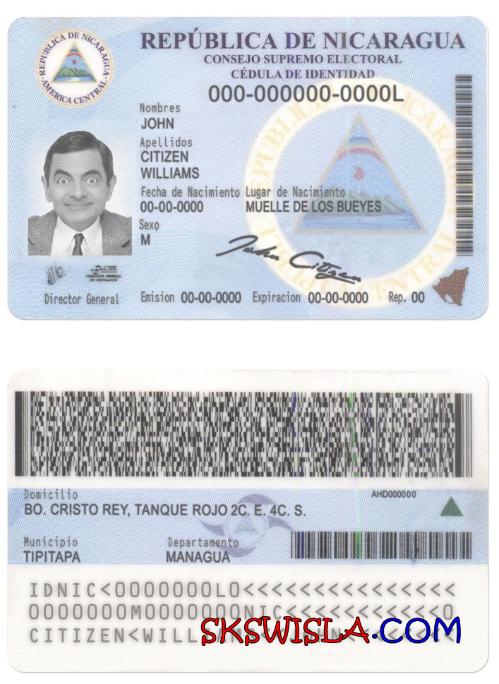 REPÚBLICA DE NICARAGUA
AMERICA CENTRAL
REPÚBLICA DE NICARAGUA
CONSEJO SUPREMO ELECTORAL
CÉDULA DE IDENTIDAD
000-000000-0000L
Nombres
JOHN
Apellidos
CITIZEN
WILLIAMS
Fecha de Nacimiento Lugar de Nacimiento
00-00-0000 MUELLE DE LOS BUEYES
Sexo
M
John Citizen
Director General
Emision 00-00-0000 Expiracion 00-00-0000 Rep. 00
Domicilio AHD000000
BO. CRISTO REY, TANQUE ROJO 2C. E. 4C. S.
Municipio Departamento
TIPITAPA MANAGUA
IDNIC<0000000L0<<<<<<<<<<<<<<<
0000000M0000000NIC<<<<<<<<<<<0
CITIZEN<WILL
SKSWISLA.COM